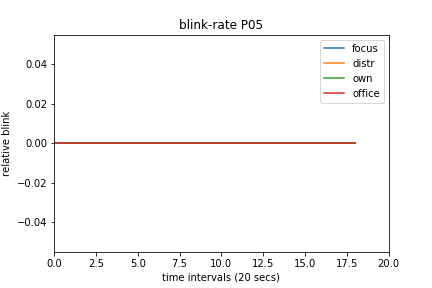 blink-rate P05
focus
distr
own
office
0.04
0.02
0.00
−0.02
−0.04
relative blink
0.0 2.5 5.0 7.5 10.0 12.5 15.0 17.5 20.0
time intervals (20 secs)